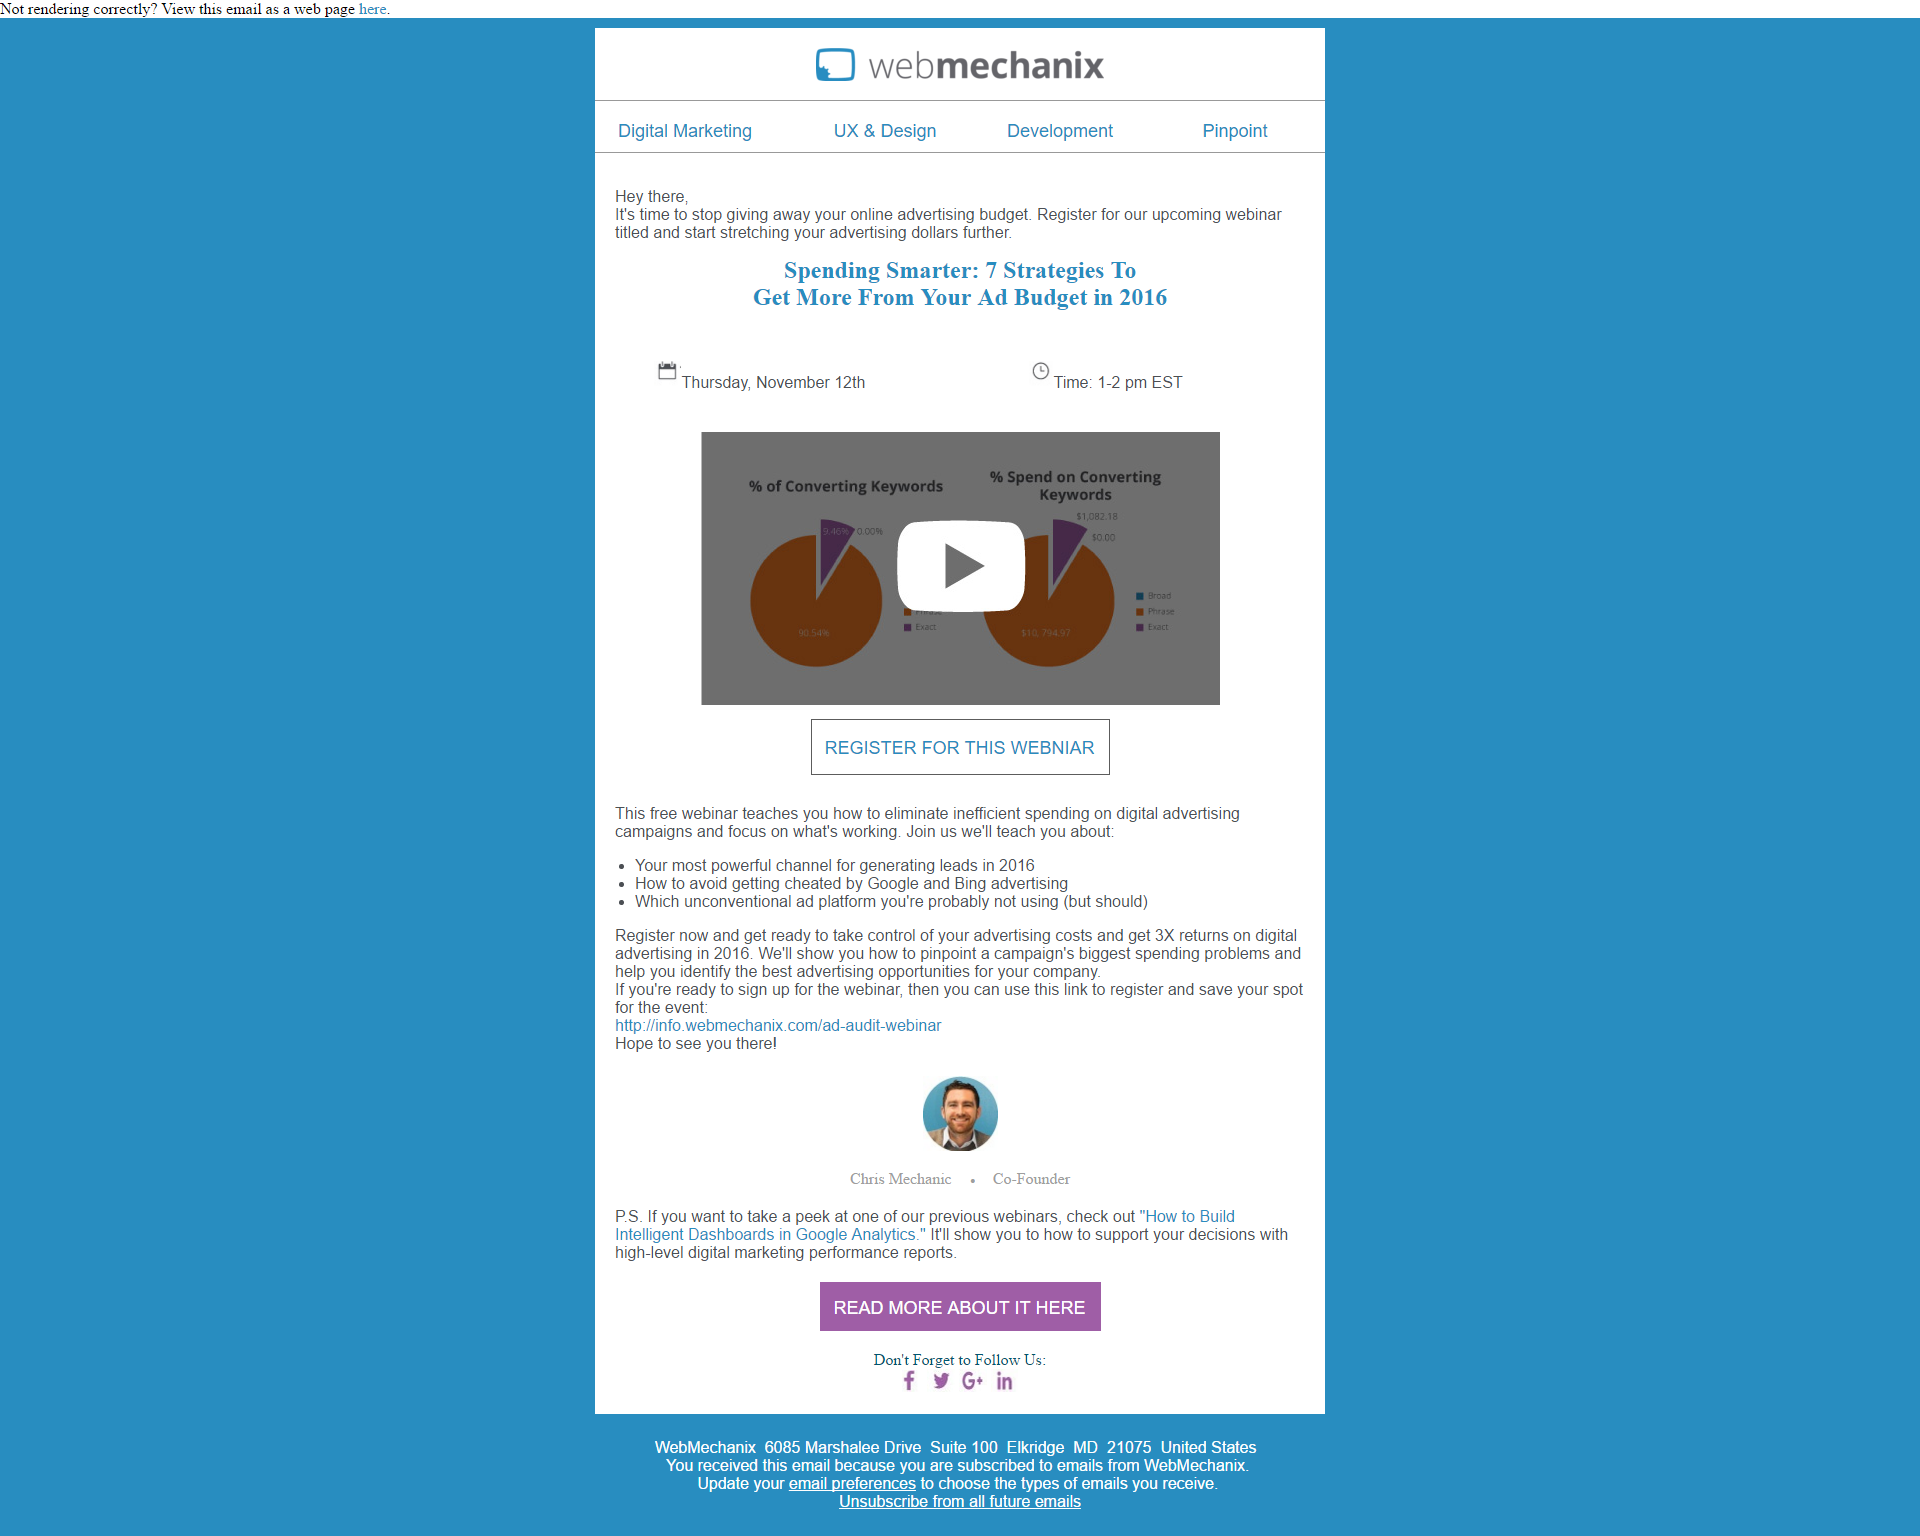 Not rendering correctly? View this email as a web page here.
webmechanix
Digital Marketing UX & Design Development Pinpoint
Hey there,
It's time to stop giving away your online advertising budget. Register for our upcoming webinar
titled and start stretching your advertising dollars further.
Spending Smarter: 7 Strategies To
Get More From Your Ad Budget in 2016
Thursday, November 12th
Time: 1-2 pm EST
% of Converting Keywords
9.46% 0.00%
90.54%
Phrase
Exact
% Spend on Converting
Keywords
$1,082.18
$0.00
$10, 794.97
Broad
Phrase
Exact
REGISTER FOR THIS WEBNIAR
This free webinar teaches you how to eliminate inefficient spending on digital advertising
campaigns and focus on what's working. Join us we'll teach you about:
• Your most powerful channel for generating leads in 2016
• How to avoid getting cheated by Google and Bing advertising
• Which unconventional ad platform you're probably not using (but should)
Register now and get ready to take control of your advertising costs and get 3X returns on digital
advertising in 2016. We'll show you how to pinpoint a campaign's biggest spending problems and
help you identify the best advertising opportunities for your company.
If you're ready to sign up for the webinar, then you can use this link to register and save your spot
for the event:
http://info.webmechanix.com/ad-audit-webinar
Hope to see you there!
Chris Mechanic • Co-Founder
P.S. If you want to take a peek at one of our previous webinars, check out "How to Build
Intelligent Dashboards in Google Analytics." It'll show you to how to support your decisions with
high-level digital marketing performance reports.
READ MORE ABOUT IT HERE
Don't Forget to Follow Us:
f G+ in
WebMechanix 6085 Marshalee Drive Suite 100 Elkridge MD 21075 United States
You received this email because you are subscribed to emails from WebMechanix.
Update your email preferences to choose the types of emails you receive.
Unsubscribe from all future emails